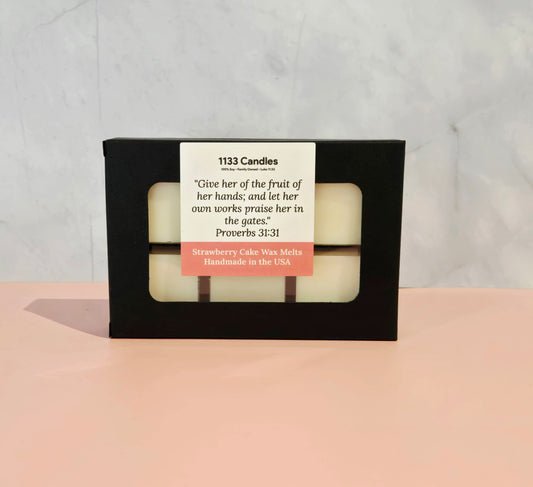 1133 Candles
100% Soy • Family Owned • Luke 11:33
"Give her of the fruit of
her hands; and let her
own works praise her in
the gates."
Proverbs 31:31
Strawberry Cake Wax Melts
Handmade in the USA